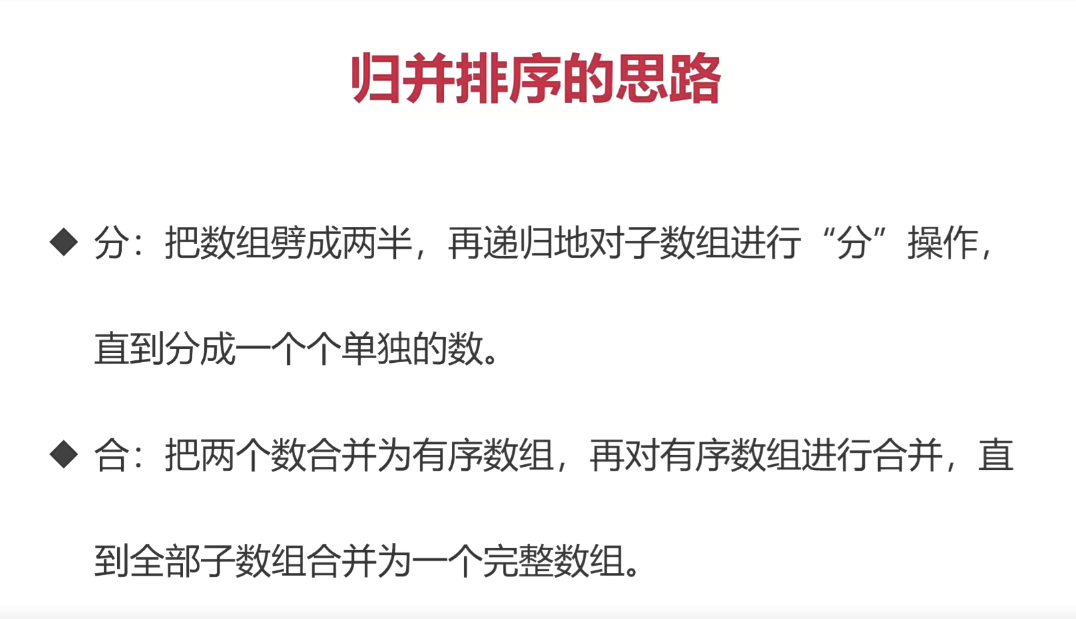 归并排序的思路
◆ 分：把数组劈成两半，再递归地对子数组进行“分”操作，
直到分成一个个单独的数。
◆ 合：把两个数合并为有序数组，再对有序数组进行合并，直
到全部子数组合并为一个完整数组。